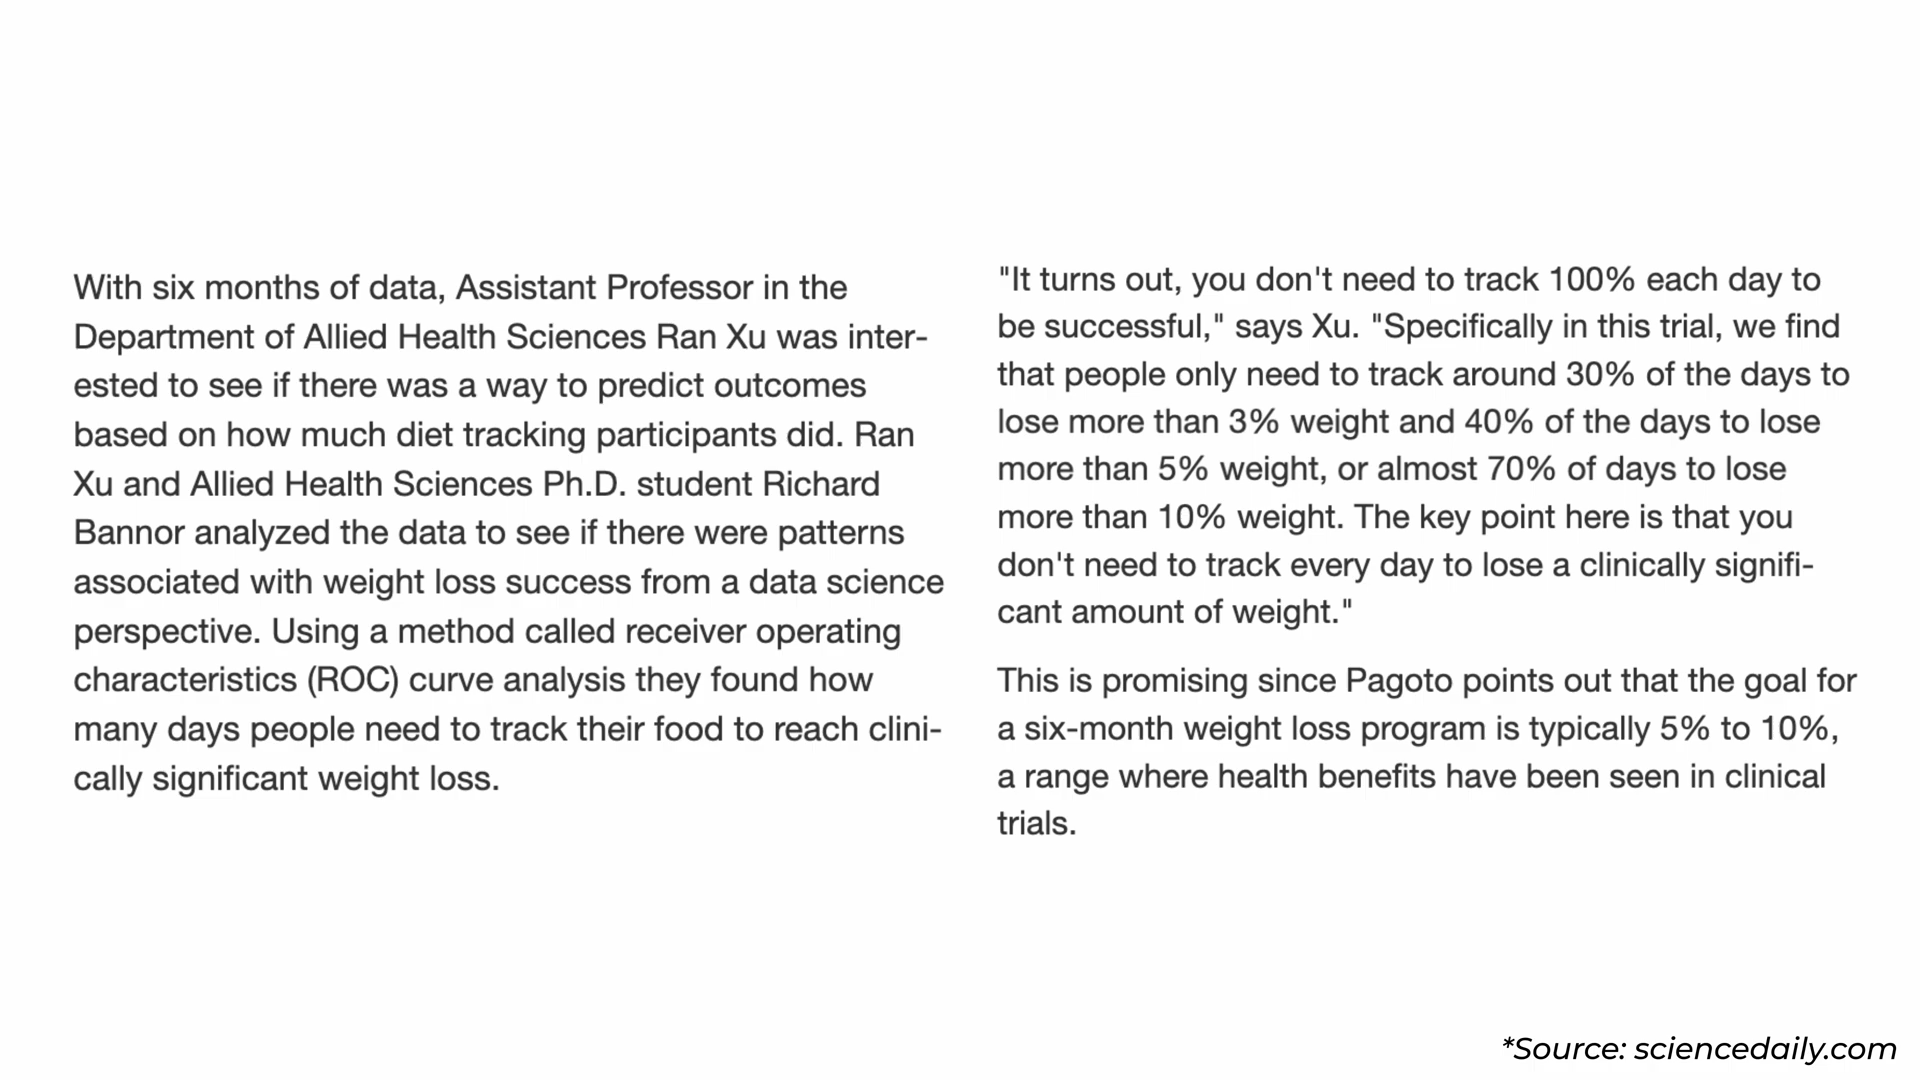 With six months of data, Assistant Professor in the
Department of Allied Health Sciences Ran Xu was inter-
ested to see if there was a way to predict outcomes
based on how much diet tracking participants did. Ran
Xu and Allied Health Sciences Ph.D. student Richard
Bannor analyzed the data to see if there were patterns
associated with weight loss success from a data science
perspective. Using a method called receiver operating
characteristics (ROC) curve analysis they found how
many days people need to track their food to reach clini-
cally significant weight loss.
"It turns out, you don't need to track 100% each day to
be successful," says Xu. "Specifically in this trial, we find
that people only need to track around 30% of the days to
lose more than 3% weight and 40% of the days to lose
more than 5% weight, or almost 70% of days to lose
more than 10% weight. The key point here is that you
don't need to track every day to lose a clinically signifi-
cant amount of weight."
This is promising since Pagoto points out that the goal for
a six-month weight loss program is typically 5% to 10%,
a range where health benefits have been seen in clinical
trials.
*Source: sciencedaily.com